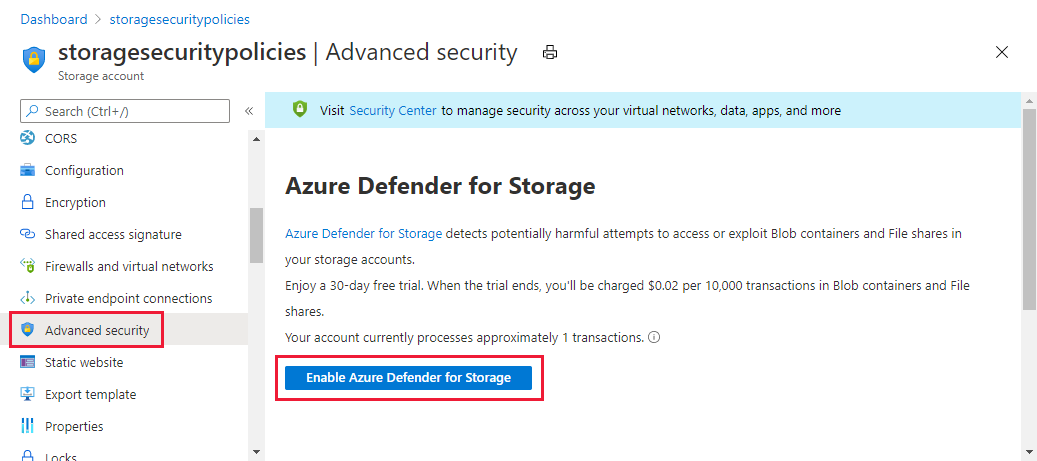 Dashboard > storagesecuritypolicies
storagesecuritypolicies | Advanced security
Storage account
Search (Ctrl+/)
«
CORS
Configuration
Encryption
Shared access signature
Firewalls and virtual networks
Private endpoint connections
Advanced security
Static website
Export template
Properties
Locks
Visit Security Center to manage security across your virtual networks, data, apps, and more
Azure Defender for Storage
Azure Defender for Storage detects potentially harmful attempts to access or exploit Blob containers and File shares in
your storage accounts.
Enjoy a 30-day free trial. When the trial ends, you'll be charged $0.02 per 10,000 transactions in Blob containers and File
shares.
Your account currently processes approximately 1 transactions.
Enable Azure Defender for Storage